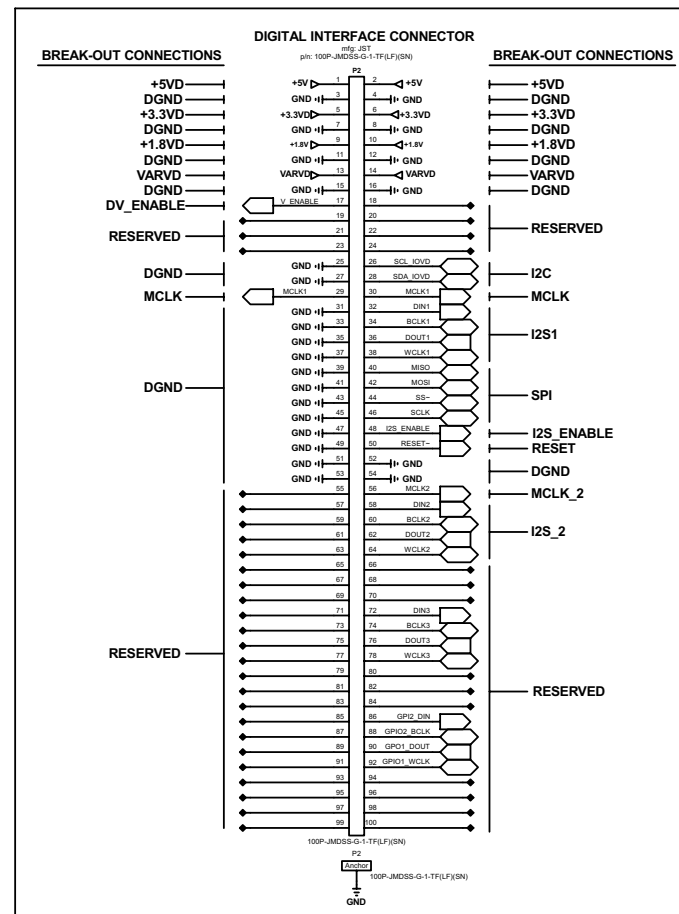 DIGITAL INTERFACE CONNECTOR
mfg: JST
p/n: 100P-JMDSS-G-1-TF(LF)(SN)
BREAK-OUT CONNECTIONS BREAK-OUT CONNECTIONS
P2
+5VD +5V 1 2 +5V +5VD
DGND GND 3 4 GND DGND
+3.3VD +3.3VD 5 6 +3.3VD +3.3VD
DGND GND 7 8 GND DGND
+1.8VD +1.8V 9 10 +1.8V +1.8VD
DGND GND 11 12 GND DGND
VARVD VARVD 13 14 VARVD VARVD
DGND GND 15 16 GND DGND
DV_ENABLE V_ENABLE 17 18
19 20
RESERVED 21 22 RESERVED
23 24
GND 25 26 SCL_IOVD
DGND GND 27 28 SDA_IOVD I2C
MCLK MCLK1 29 30 MCLK1 MCLK
GND 31 32 DIN1
GND 33 34 BCLK1 I2S1
GND 35 36 DOUT1
GND 37 38 WCLK1
DGND GND 39 40 MISO
GND 41 42 MOSI SPI
GND 43 44 SS~
GND 45 46 SCLK
GND 47 48 I2S_ENABLE I2S_ENABLE
GND 49 50 RESET~ RESET
GND 51 52 GND DGND
GND 53 54 GND
55 56 MCLK2 MCLK_2
57 58 DIN2
59 60 BCLK2 I2S_2
61 62 DOUT2
63 64 WCLK2
65 66
67 68
69 70
71 72 DIN3
73 74 BCLK3
75 76 DOUT3
RESERVED 77 78 WCLK3
79 80
81 82 RESERVED
83 84
85 86 GPI2_DIN
87 88 GPIO2_BCLK
89 90 GPO1_DOUT
91 92 GPIO1_WCLK
93 94
95 96
97 98
99 100
100P-JMDSS-G-1-TF(LF)(SN)
P2
Anchor
100P-JMDSS-G-1-TF(LF)(SN)
GND